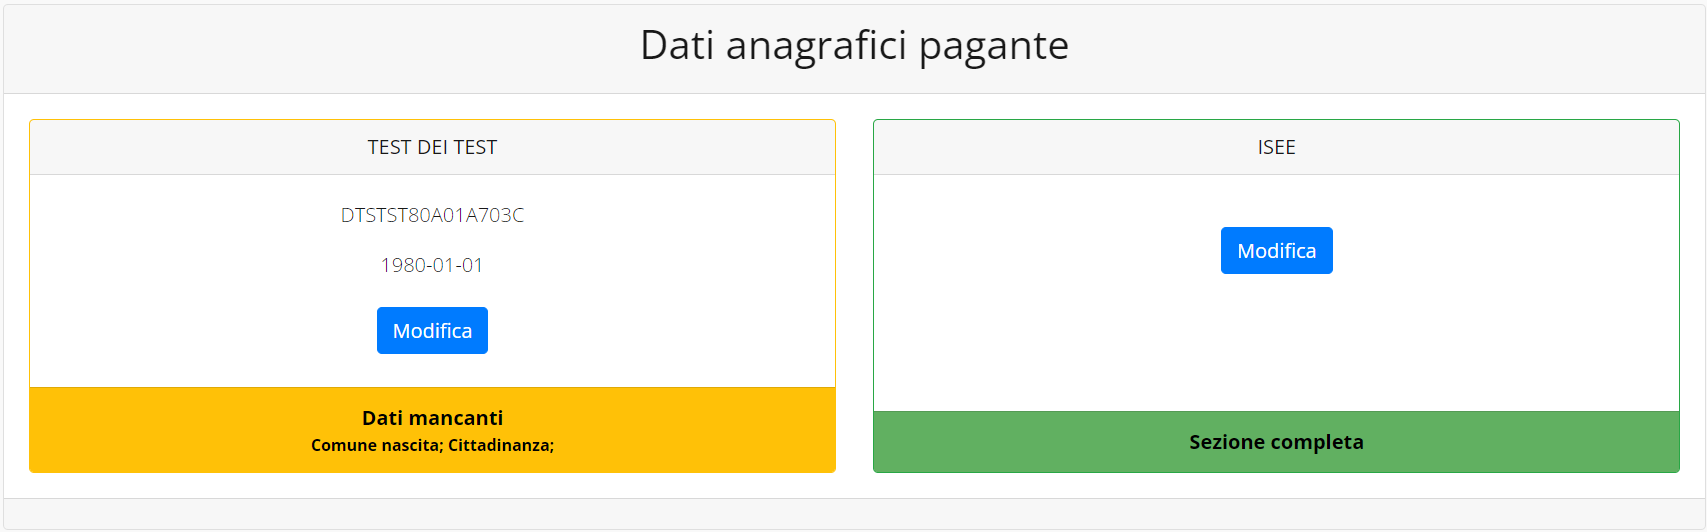 Dati anagrafici pagante
TEST DEI TEST
DTSTST80A01A703C
1980-01-01
Modifica
Dati mancanti
Comune nascita; Cittadinanza;
ISEE
Modifica
Sezione completa